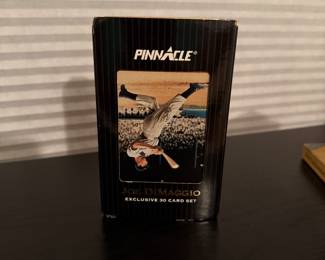 PINNACLE®
JOE DIMAGGIO
EXCLUSIVE 30 CARD SET